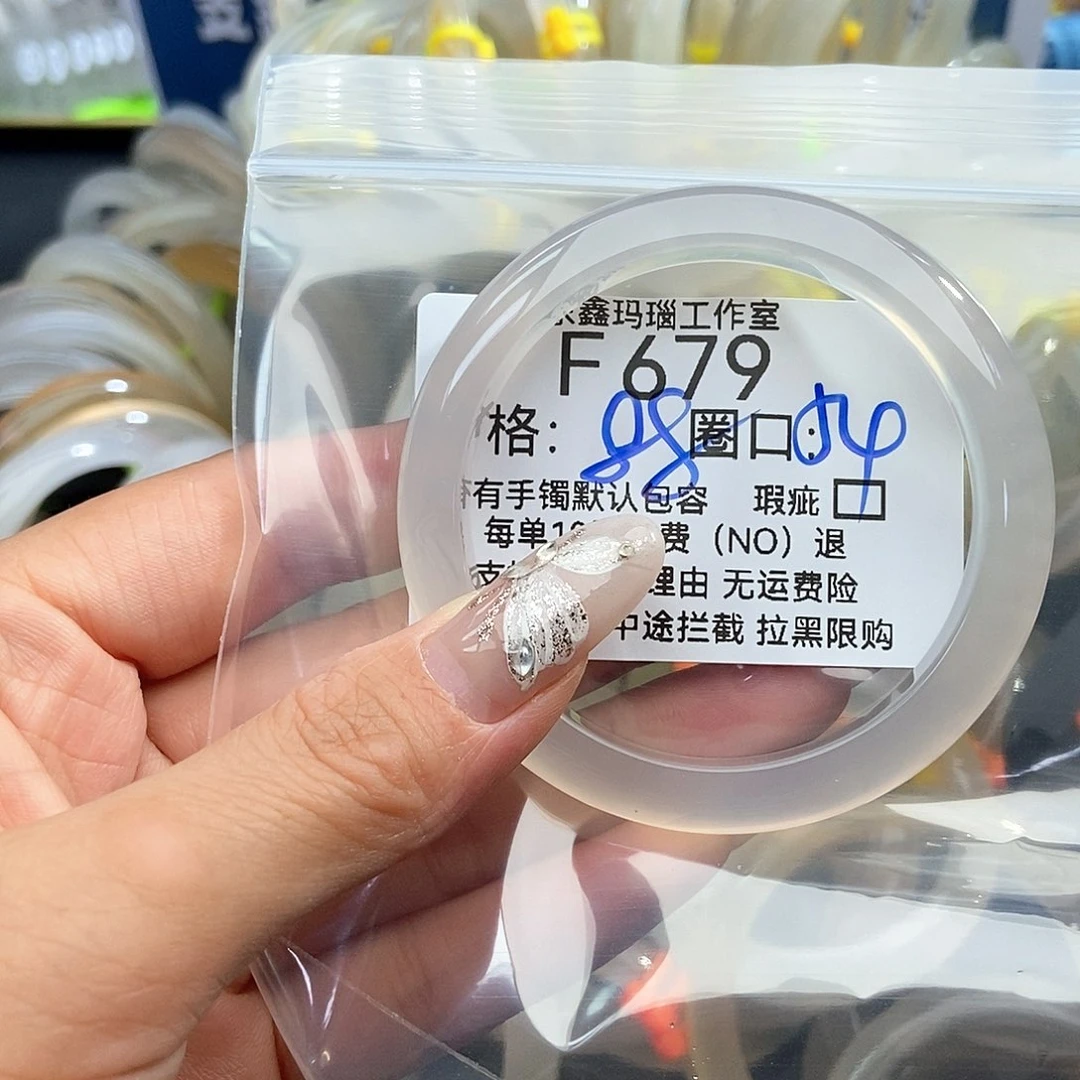 鑫玛瑙工作室
F679
格： 88 圈口：54
有手镯默认包容 瑕疵
每单1 费（NO）退
支 理由 无运费险
中途拦截 拉黑限购